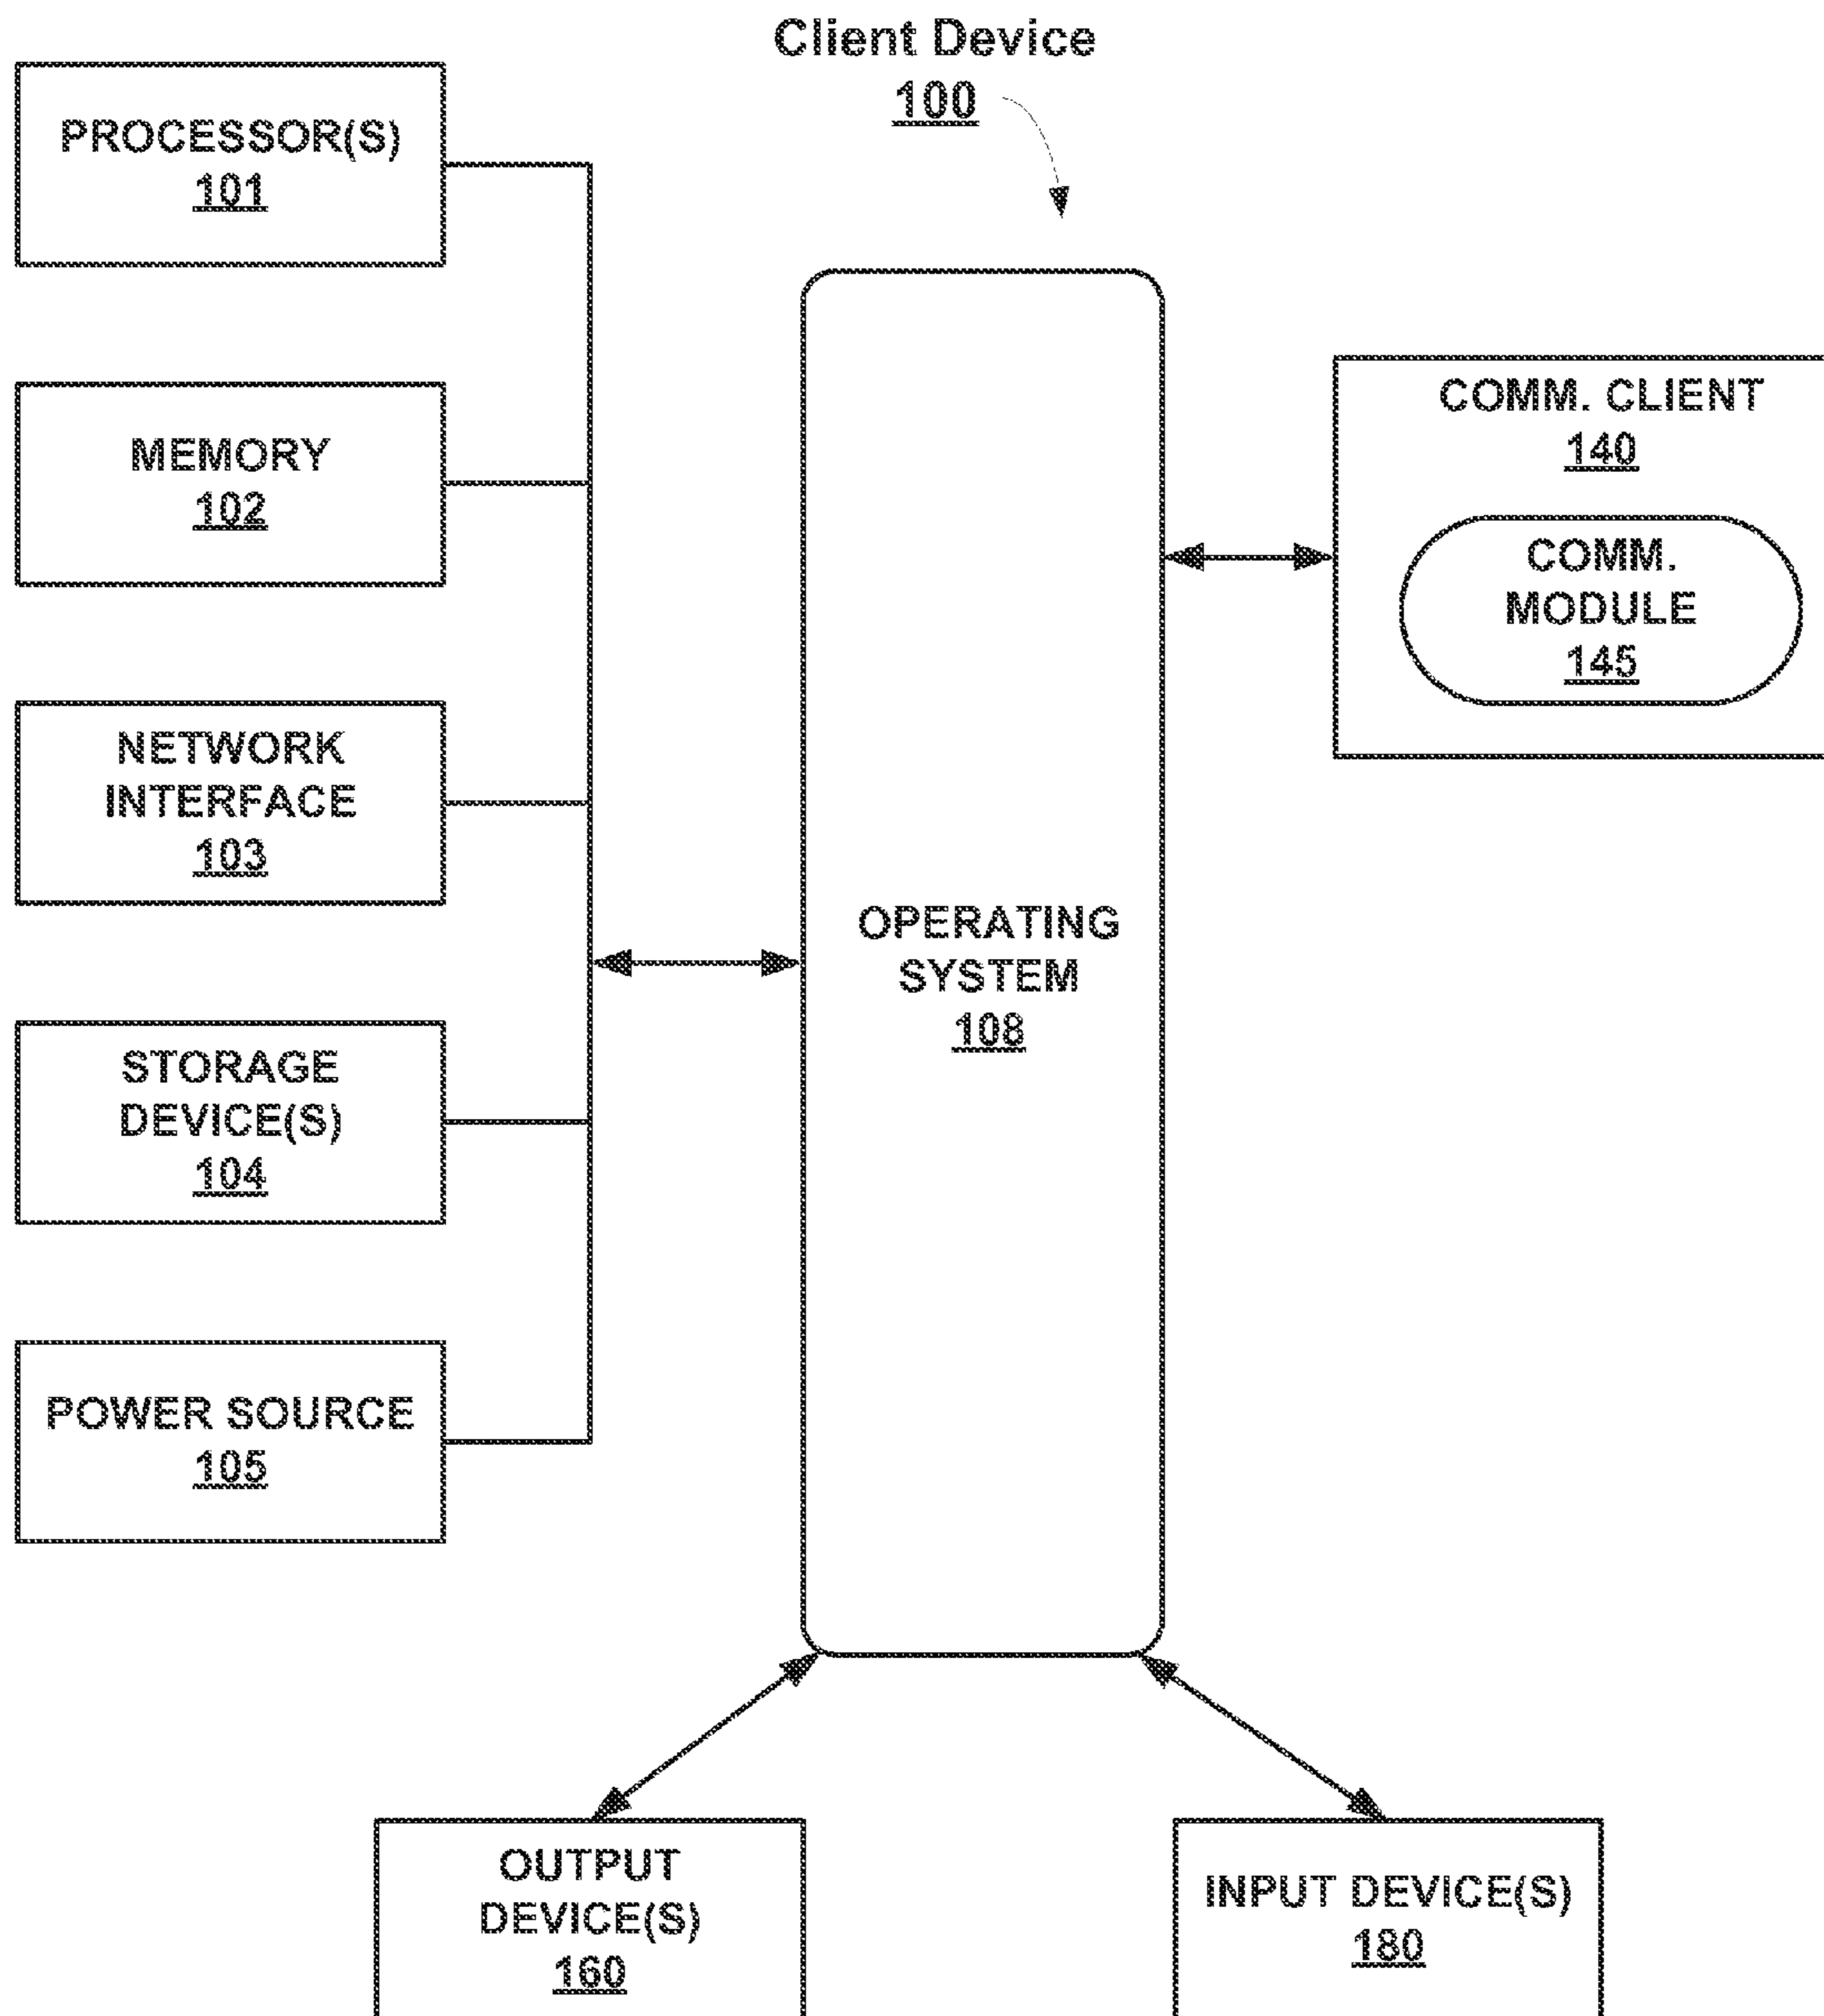 Client Device
100
PROCESSOR(S)
101
MEMORY
102
NETWORK
INTERFACE
103
STORAGE
DEVICE(S)
104
POWER SOURCE
105
OPERATING
SYSTEM
108
COMM. CLIENT
140
COMM.
MODULE
145
OUTPUT
DEVICE(S)
160
INPUT DEVICE(S)
180